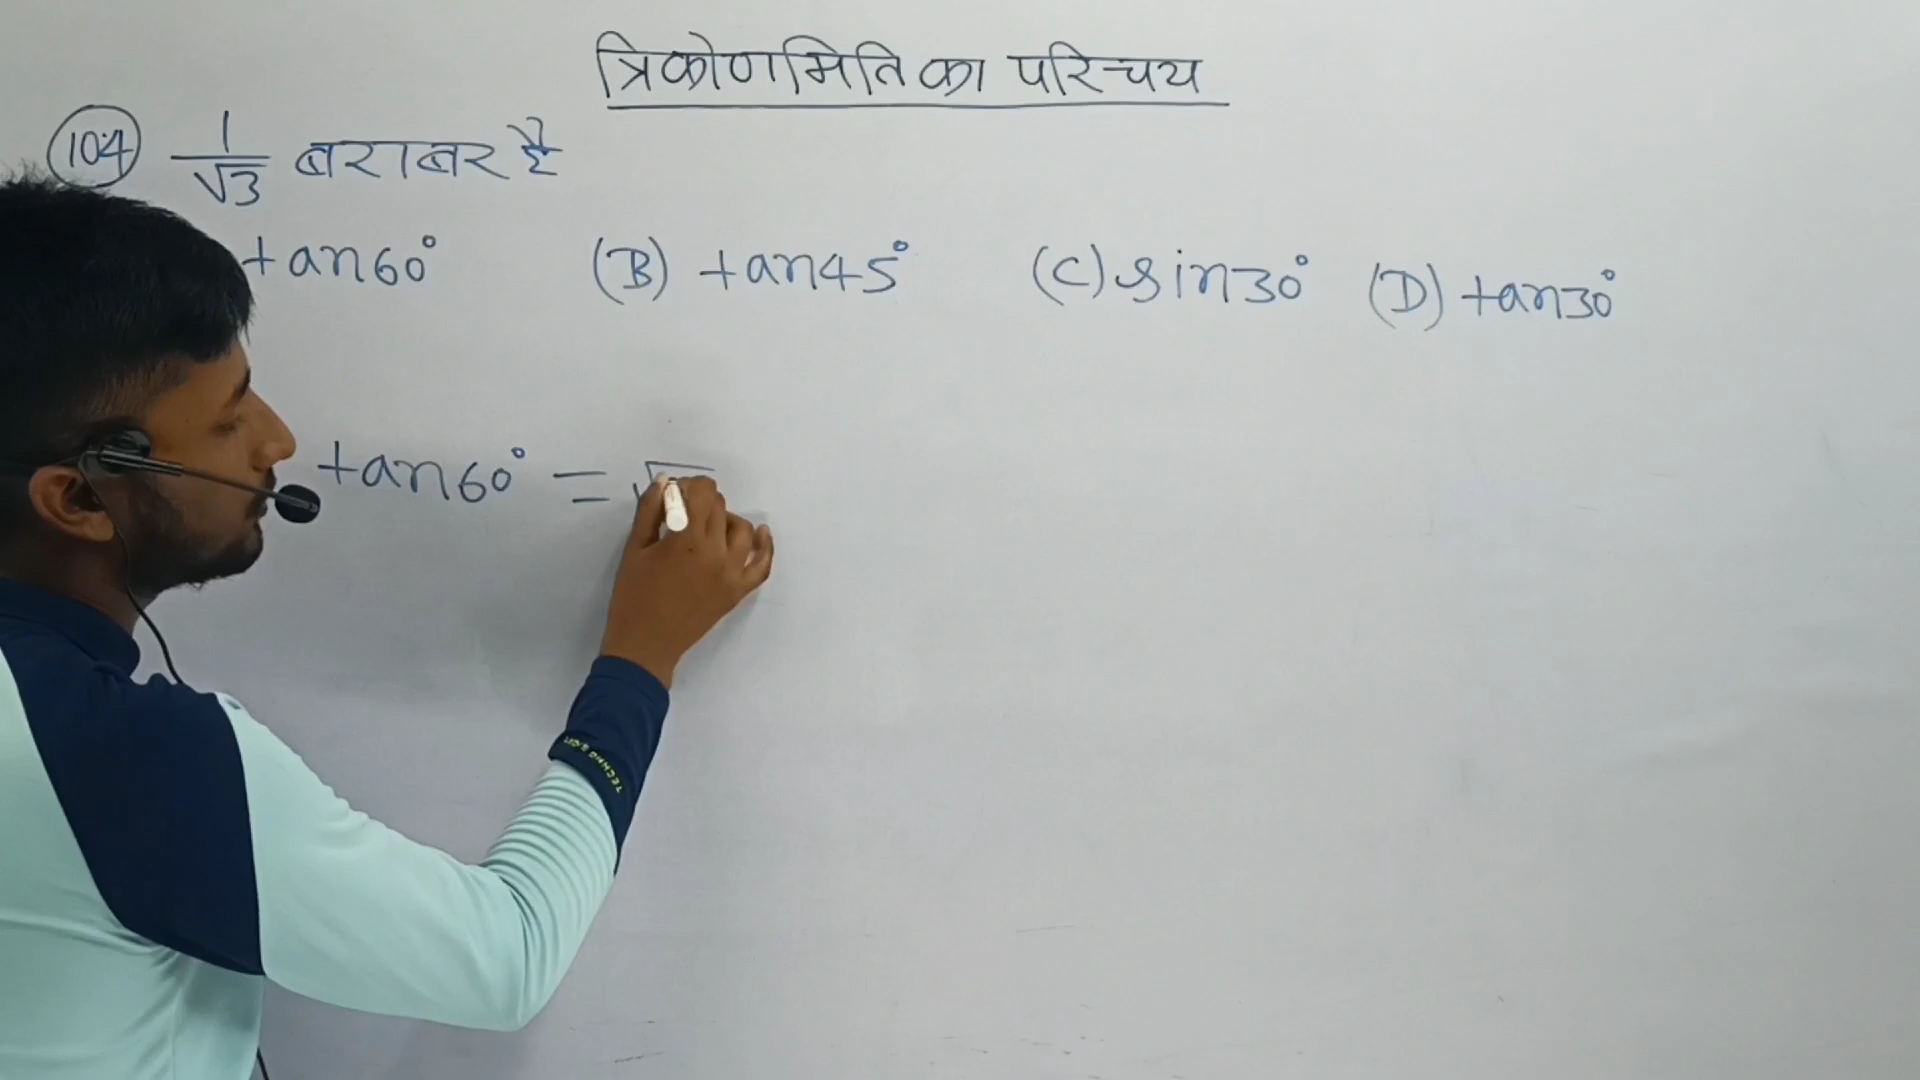 त्रिकोणमिति का परिचय
104 1/√3 बराबर है
tan60° (B) tan45° (C) sin30° (D) tan30°
tan60° = √